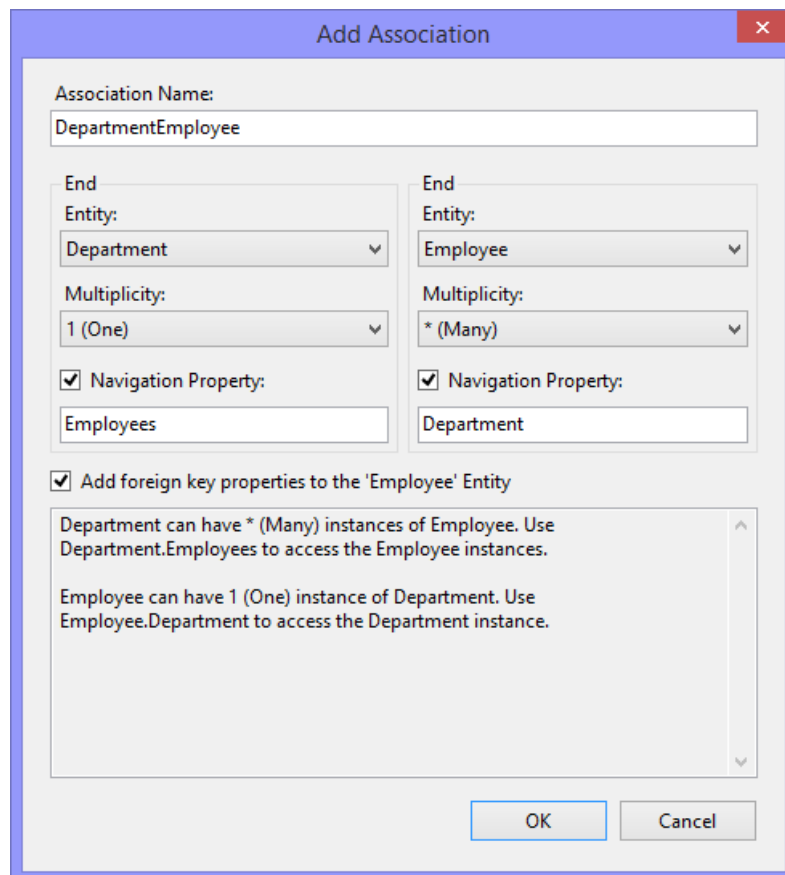 Add Association
Association Name:
DepartmentEmployee
End
Entity:
Department
Multiplicity:
1 (One)
Navigation Property:
Employees
End
Entity:
Employee
Multiplicity:
* (Many)
Navigation Property:
Department
Add foreign key properties to the 'Employee' Entity
Department can have * (Many) instances of Employee. Use
Department.Employees to access the Employee instances.
Employee can have 1 (One) instance of Department. Use
Employee.Department to access the Department instance.
OK
Cancel